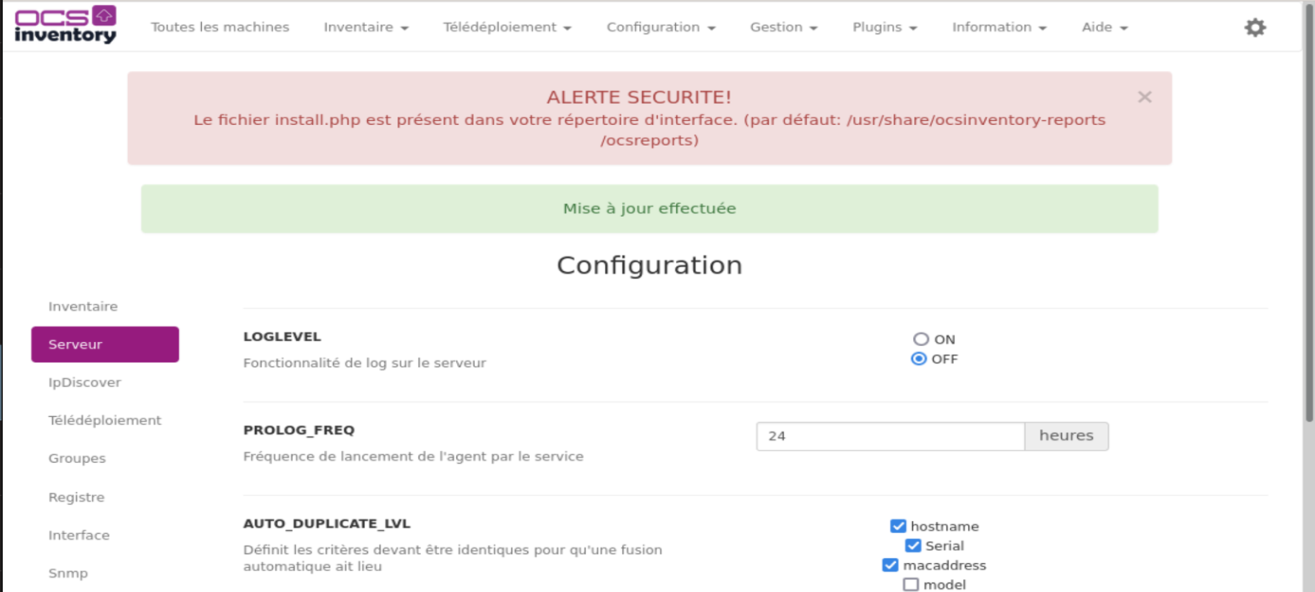 OCS
inventory
Toutes les machines Inventaire Télédéploiement Configuration Gestion Plugins Information Aide
ALERTE SECURITE! ×
Le fichier install.php est présent dans votre répertoire d'interface. (par défaut: /usr/share/ocsinventory-reports
/ocsreports)
Mise à jour effectuée
Configuration
Inventaire
Serveur
IpDiscover
Télédéploiement
Groupes
Registre
Interface
Snmp
LOGLEVEL
Fonctionnalité de log sur le serveur
ON
OFF
PROLOG_FREQ
Fréquence de lancement de l'agent par le service
24 heures
AUTO_DUPLICATE_LVL
Définit les critères devant être identiques pour qu'une fusion
automatique ait lieu
hostname
Serial
macaddress
model